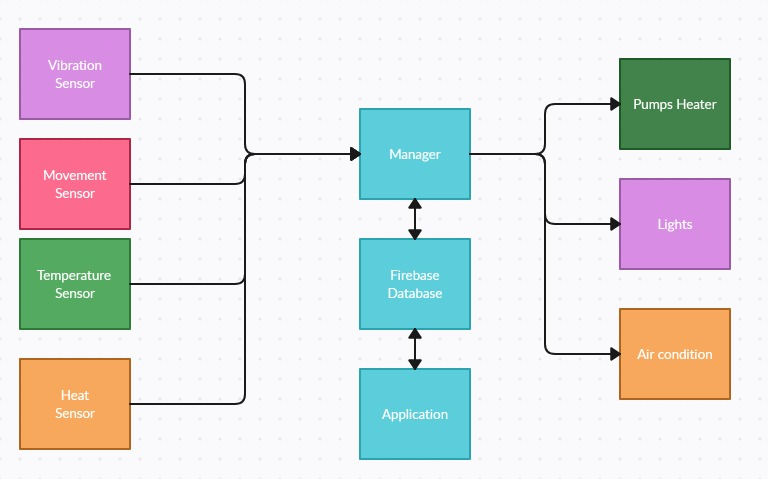 Vibration
Sensor
Movement
Sensor
Temperature
Sensor
Heat
Sensor
Manager
Firebase
Database
Application
Pumps Heater
Lights
Air condition